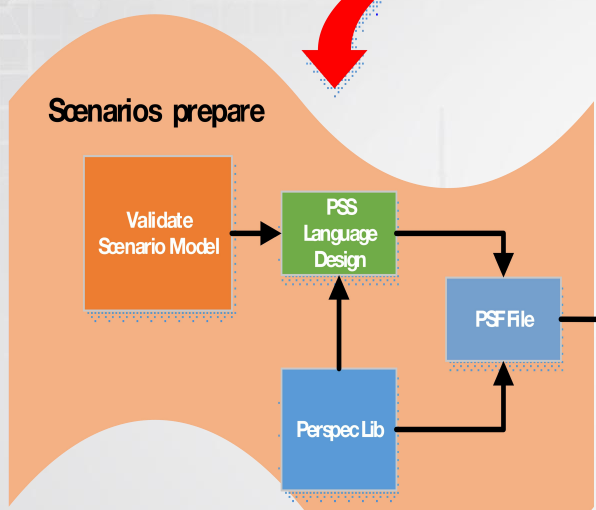 Scenarios prepare
Validate
Scenario Model
PSS
Language
Design
PSF File
Perspec Lib